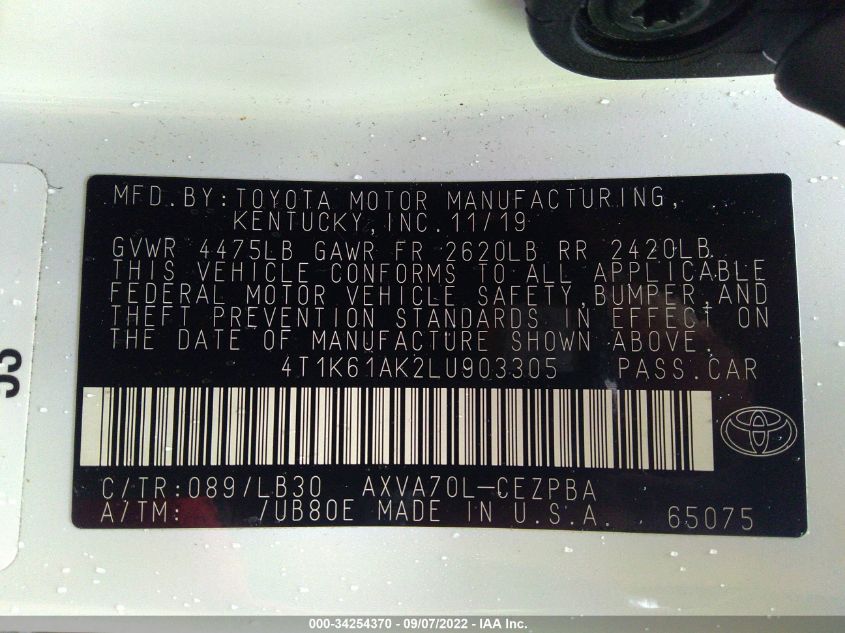 MFD.BY:TOYOTA MOTOR MANUFACTURING,
KENTUCKY,INC.11/19
GVWR 4475LB GAWR FR 2620LB RR 2420LB
THIS VEHICLE CONFORMS TO ALL APPLICABLE
FEDERAL MOTOR VEHICLE SAFETY,BUMPER,AND
THEFT PREVENTION STANDARDS IN EFFECT ON
THE DATE OF MANUFACTURE SHOWN ABOVE.
4T1K61AK2LU903305 PASS.CAR
C/TR:089/LB30 AXVA70L-CEZPBA
A/TM: /UB80E MADE IN U.S.A. 65075
000-34254370 - 09/07/2022 - IAA Inc.